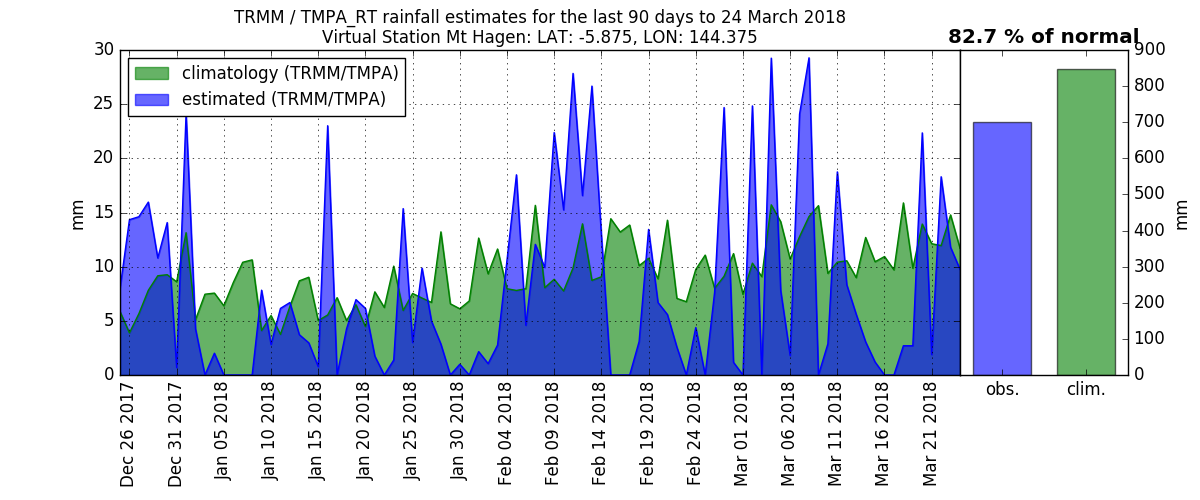 TRMM / TMPA_RT rainfall estimates for the last 90 days to 24 March 2018
Virtual Station Mt Hagen: LAT: -5.875, LON: 144.375
82.7 % of normal
climatology (TRMM/TMPA)
estimated (TRMM/TMPA)
30
25
20
15
10
5
0
mm
900
800
700
600
500
400
300
200
100
0
mm
Dec 26 2017
Dec 31 2017
Jan 05 2018
Jan 10 2018
Jan 15 2018
Jan 20 2018
Jan 25 2018
Jan 30 2018
Feb 04 2018
Feb 09 2018
Feb 14 2018
Feb 19 2018
Feb 24 2018
Mar 01 2018
Mar 06 2018
Mar 11 2018
Mar 16 2018
Mar 21 2018
obs.
clim.